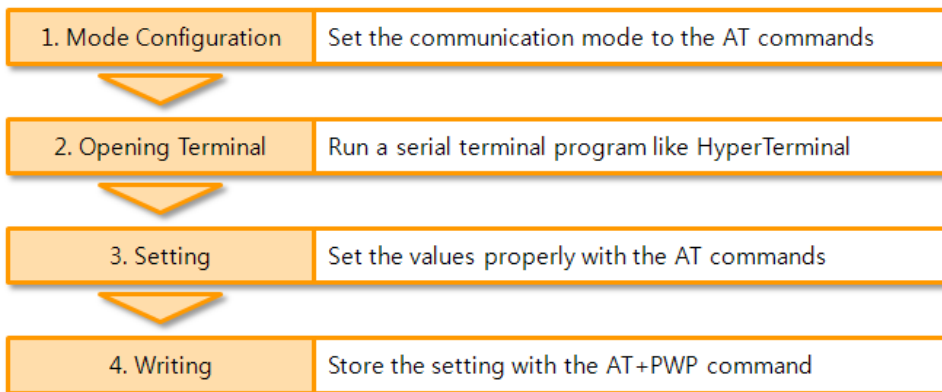 1. Mode Configuration
Set the communication mode to the AT commands
2. Opening Terminal
Run a serial terminal program like HyperTerminal
3. Setting
Set the values properly with the AT commands
4. Writing
Store the setting with the AT+PWP command